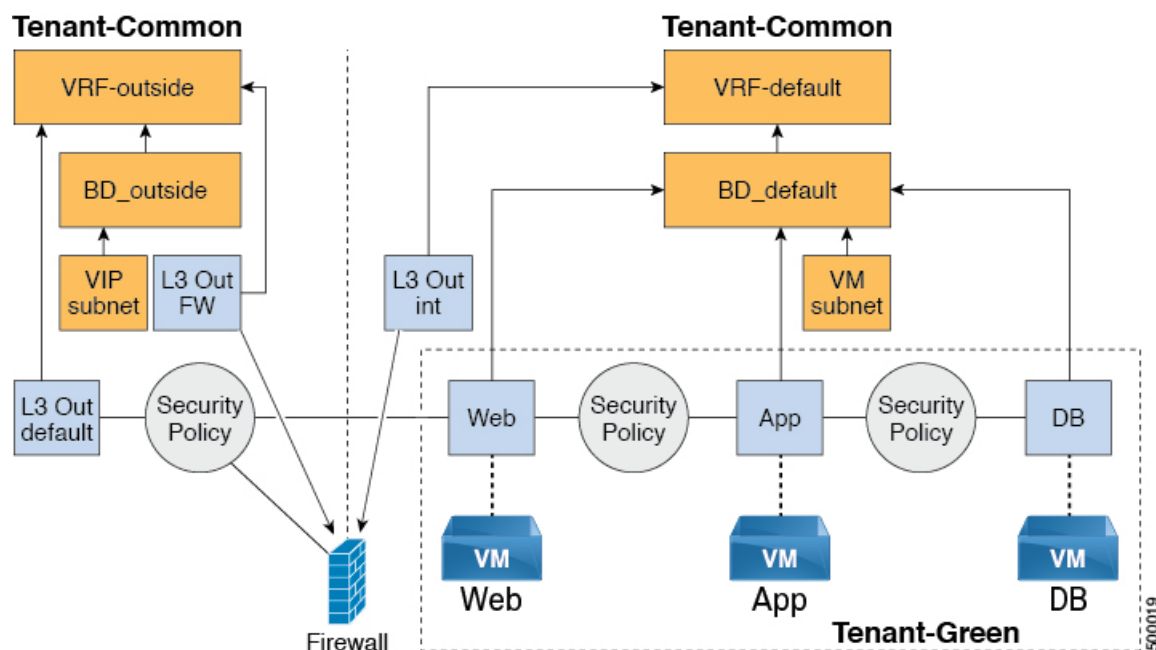 Tenant-Common
Tenant-Common
VRF-outside
VRF-default
BD_outside
BD_default
VIP
subnet
L3 Out
FW
L3 Out
int
VM
subnet
L3 Out
default
Security
Policy
Web
Security
Policy
App
Security
Policy
DB
VM
VM
VM
Web
App
DB
Firewall
Tenant-Green
500019